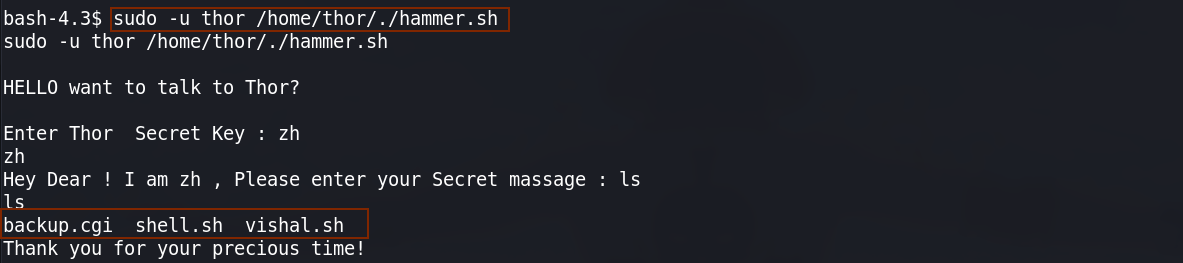 bash-4.3$ sudo -u thor /home/thor/./hammer.sh
sudo -u thor /home/thor/./hammer.sh
HELLO want to talk to Thor?
Enter Thor  Secret Key : zh
zh
Hey Dear ! I am zh , Please enter your Secret massage : ls
ls
backup.cgi  shell.sh  vishal.sh
Thank you for your precious time!